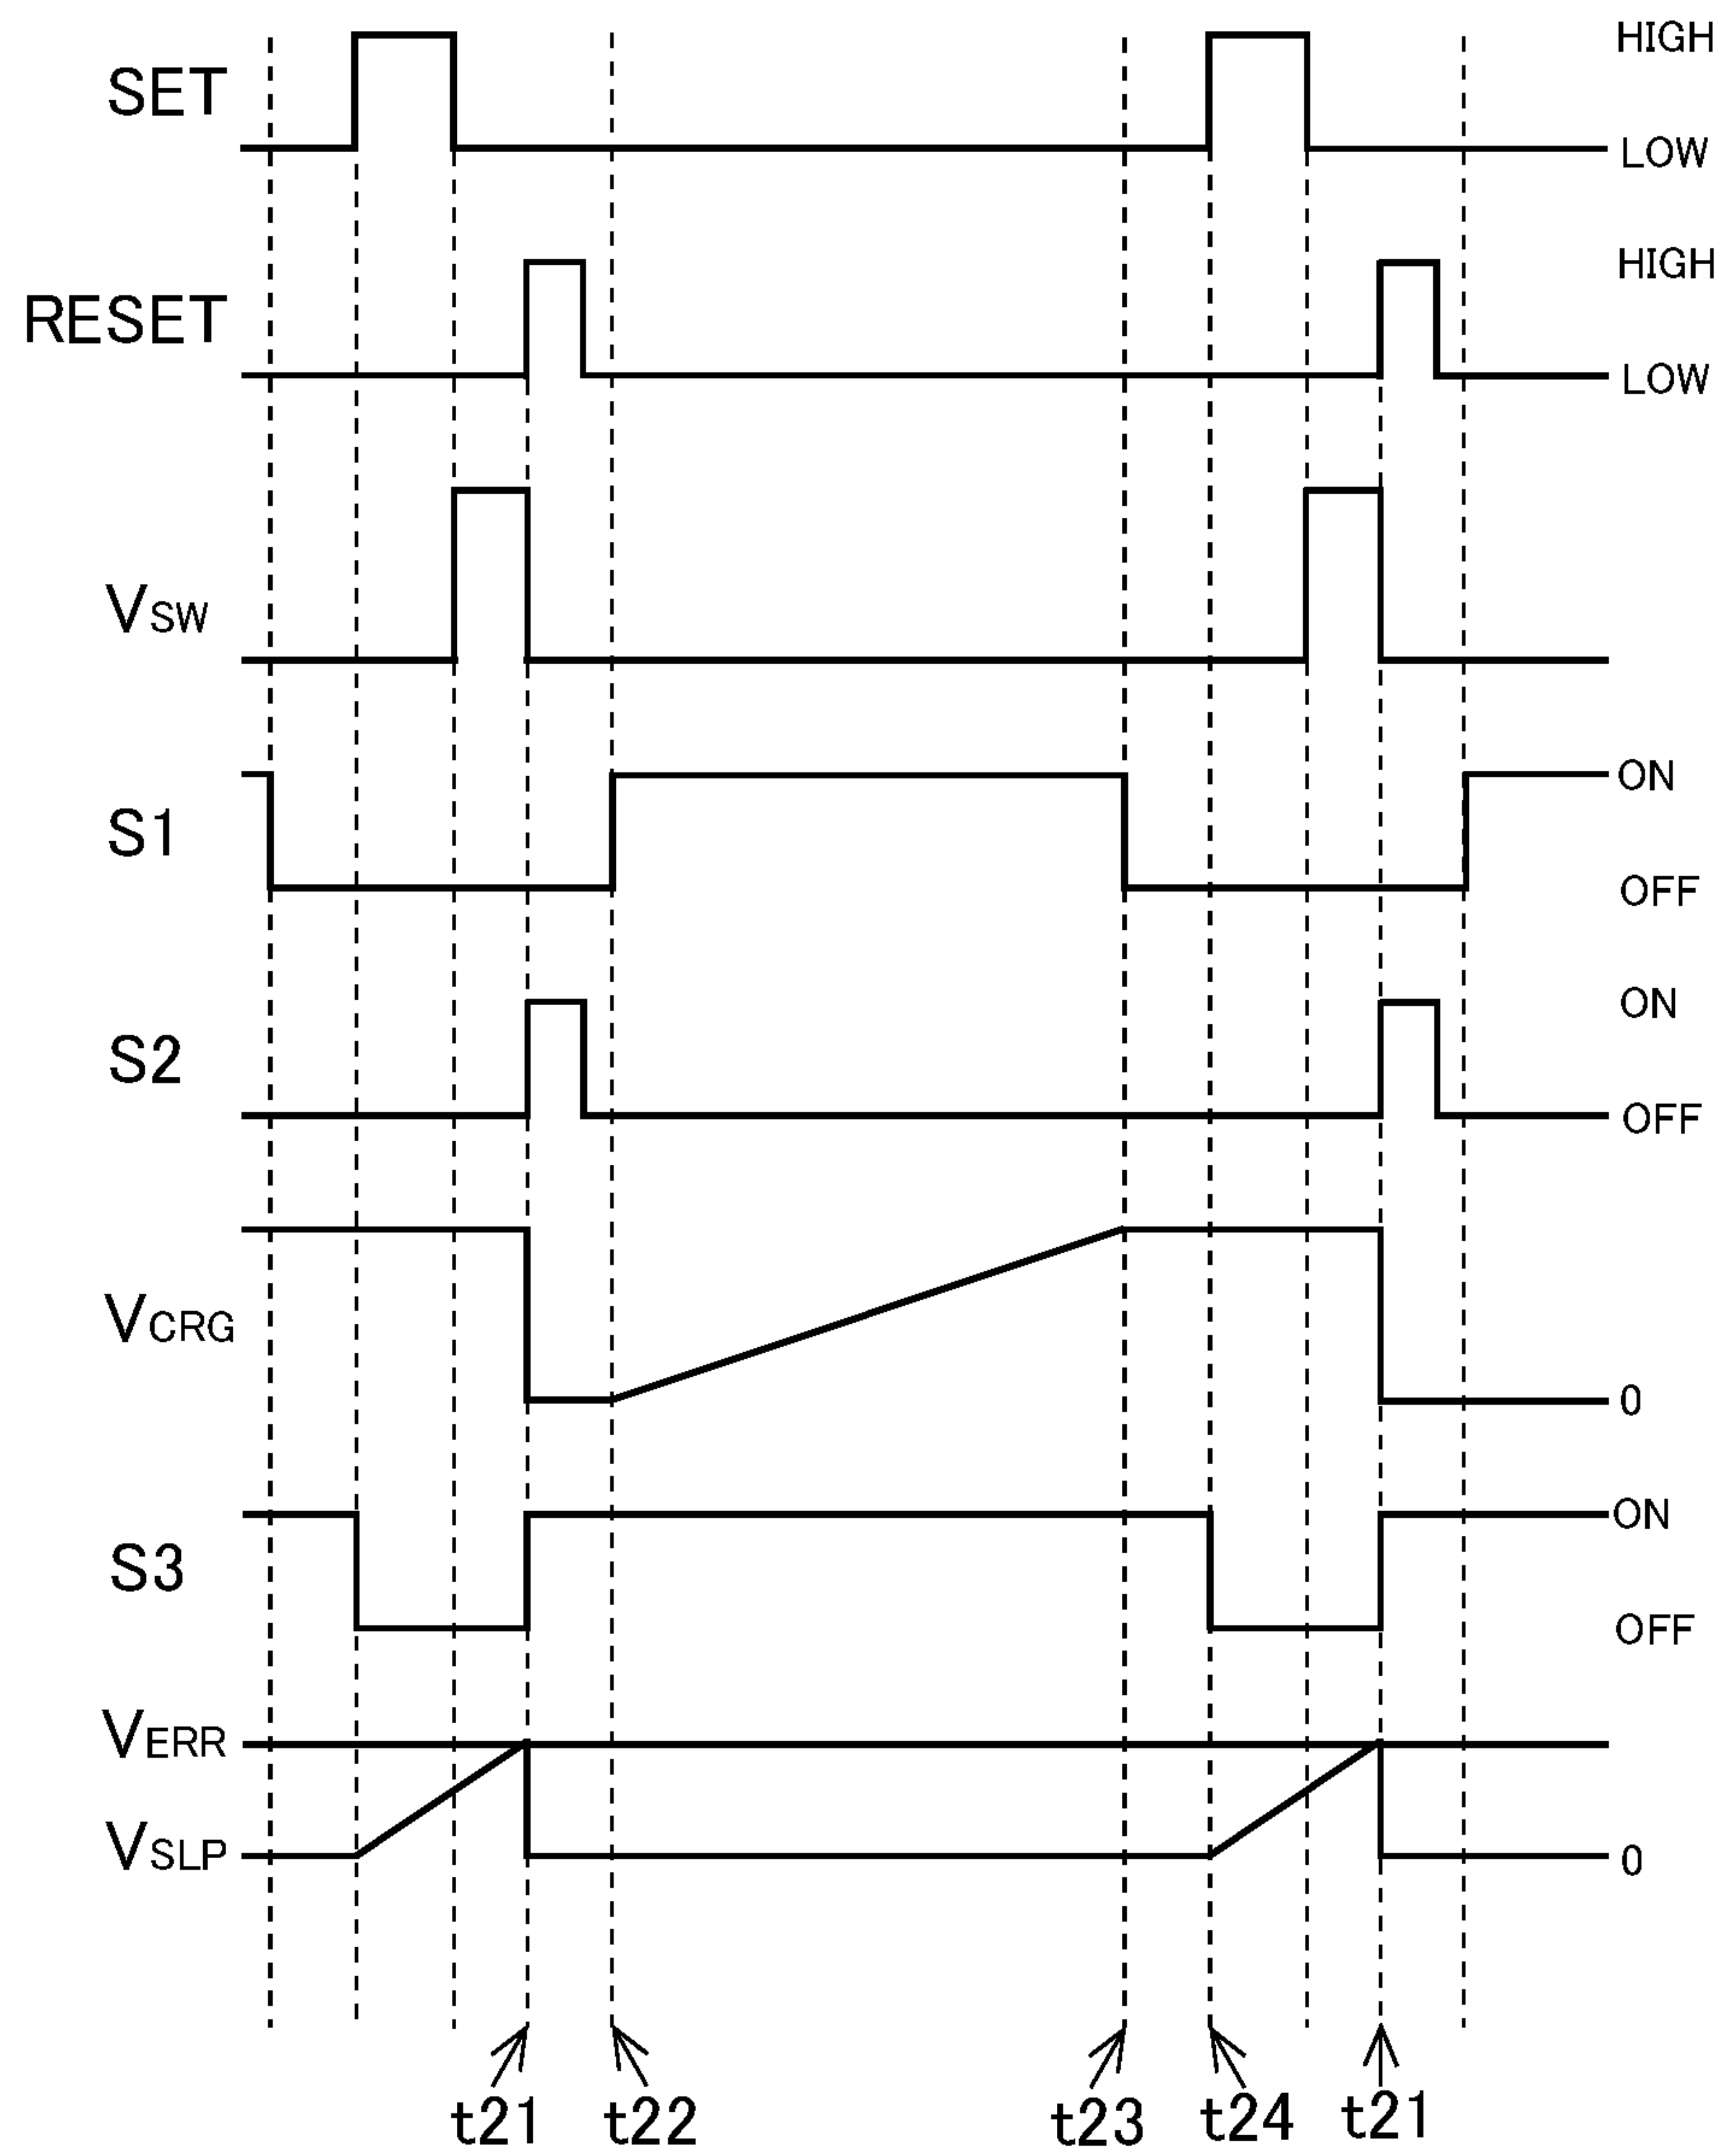 HIGH
SET
LOW
HIGH
RESET
LOW
VSW
ON
S1
OFF
ON
S2
OFF
VCRG
0
ON
S3
OFF
VERR
VSLP
0
t21 t22 t23 t24 t21